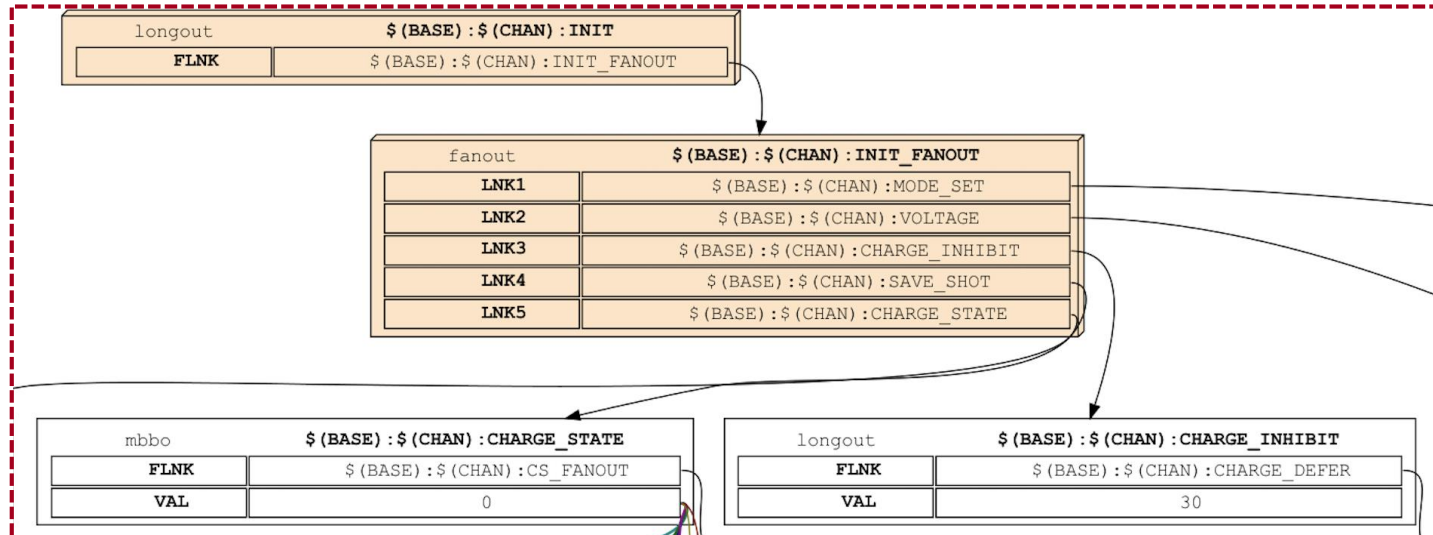 longout $(BASE):$(CHAN):INIT
FLNK $(BASE):$(CHAN):INIT_FANOUT
fanout $(BASE):$(CHAN):INIT_FANOUT
LNK1 $(BASE):$(CHAN):MODE_SET
LNK2 $(BASE):$(CHAN):VOLTAGE
LNK3 $(BASE):$(CHAN):CHARGE_INHIBIT
LNK4 $(BASE):$(CHAN):SAVE_SHOT
LNK5 $(BASE):$(CHAN):CHARGE_STATE
mbbo $(BASE):$(CHAN):CHARGE_STATE
FLNK $(BASE):$(CHAN):CS_FANOUT
VAL 0
longout $(BASE):$(CHAN):CHARGE_INHIBIT
FLNK $(BASE):$(CHAN):CHARGE_DEFER
VAL 30